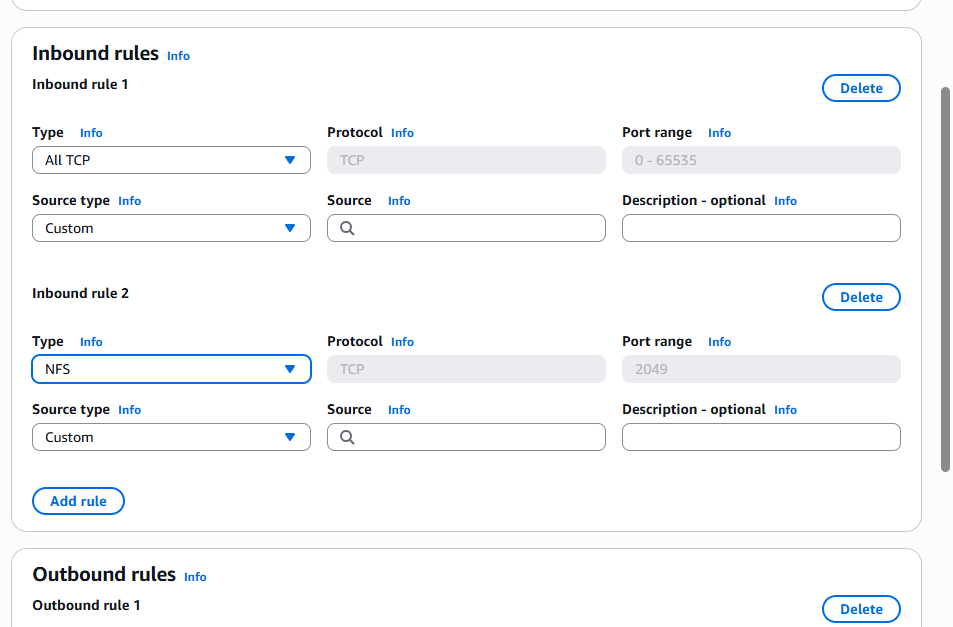 Inbound rules Info
Inbound rule 1
Delete
Type Info Protocol Info Port range Info
All TCP TCP 0 - 65535
Source type Info Source Info Description - optional Info
Custom
Inbound rule 2
Delete
Type Info Protocol Info Port range Info
NFS TCP 2049
Source type Info Source Info Description - optional Info
Custom
Add rule
Outbound rules Info
Outbound rule 1
Delete